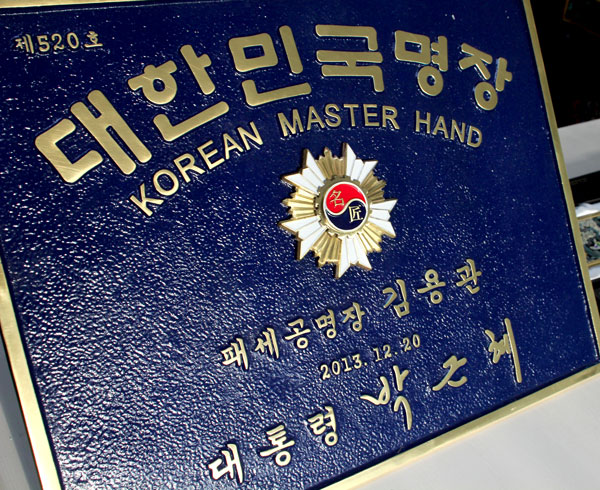 제520호
대한민국명장
KOREAN MASTER HAND
名匠
패세공명장 김용관
2013.12.20
대통령 박근혜